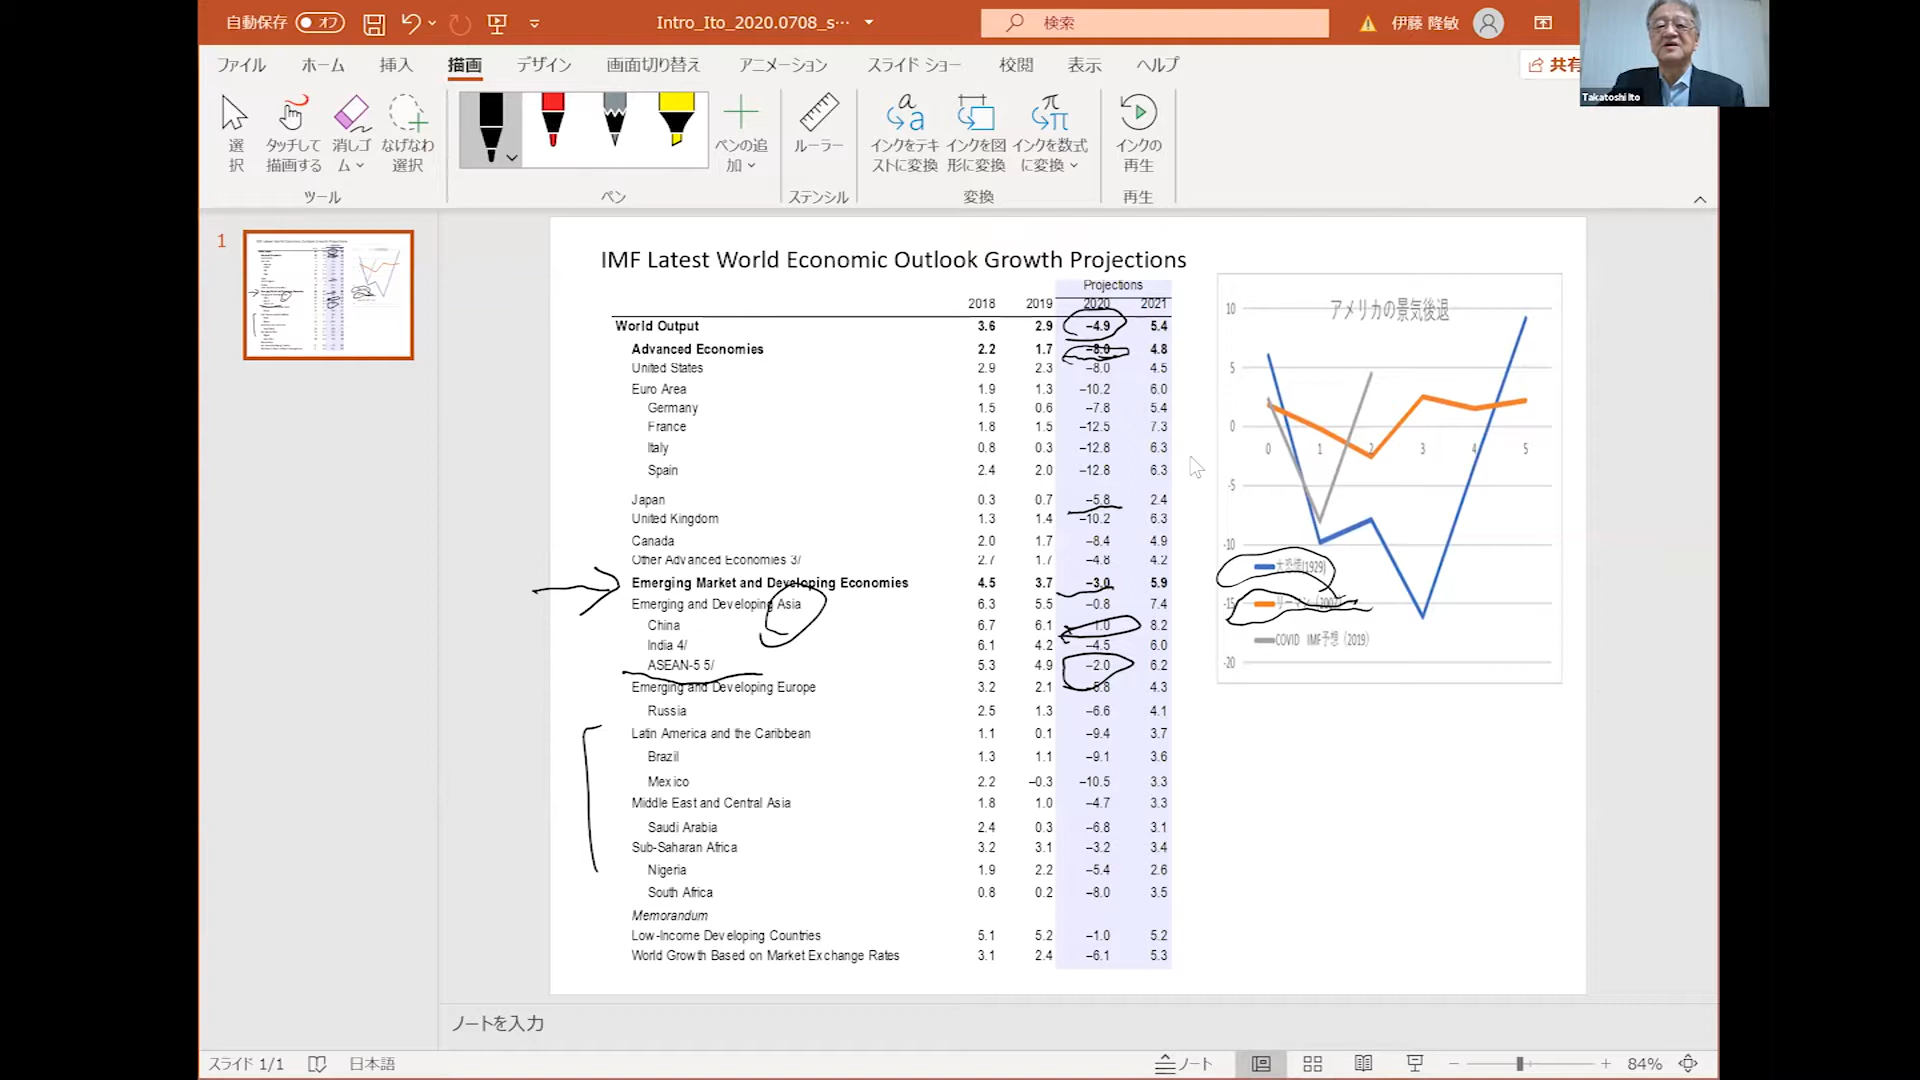 自動保存 オフ Intro_Ito_2020.0708_s… 検索 伊藤 隆敏
Takatoshi Ito
ファイル ホーム 挿入 描画 デザイン 画面切り替え アニメーション スライド ショー 校閲 表示 ヘルプ 共有
選択 タッチして描画する 消しゴム なげなわ選択 ペンの追加 ルーラー インクをテキストに変換 インクを図形に変換 インクを数式に変換 インクの再生
ツール ペン ステンシル 変換 再生
1
IMF Latest World Economic Outlook Growth Projections
Projections
2018 2019 2020 2021
World Output 3.6 2.9 –4.9 5.4
Advanced Economies 2.2 1.7 –8.0 4.8
United States 2.9 2.3 –8.0 4.5
Euro Area 1.9 1.3 –10.2 6.0
Germany 1.5 0.6 –7.8 5.4
France 1.8 1.5 –12.5 7.3
Italy 0.8 0.3 –12.8 6.3
Spain 2.4 2.0 –12.8 6.3
Japan 0.3 0.7 –5.8 2.4
United Kingdom 1.3 1.4 –10.2 6.3
Canada 2.0 1.7 –8.4 4.9
Other Advanced Economies 3/ 2.7 1.7 –4.8 4.2
Emerging Market and Developing Economies 4.5 3.7 –3.0 5.9
Emerging and Developing Asia 6.3 5.5 –0.8 7.4
China 6.7 6.1 1.0 8.2
India 4/ 6.1 4.2 –4.5 6.0
ASEAN-5 5/ 5.3 4.9 –2.0 6.2
Emerging and Developing Europe 3.2 2.1 –5.8 4.3
Russia 2.5 1.3 –6.6 4.1
Latin America and the Caribbean 1.1 0.1 –9.4 3.7
Brazil 1.3 1.1 –9.1 3.6
Mexico 2.2 –0.3 –10.5 3.3
Middle East and Central Asia 1.8 1.0 –4.7 3.3
Saudi Arabia 2.4 0.3 –6.8 3.1
Sub-Saharan Africa 3.2 3.1 –3.2 3.4
Nigeria 1.9 2.2 –5.4 2.6
South Africa 0.8 0.2 –8.0 3.5
Memorandum
Low-Income Developing Countries 5.1 5.2 –1.0 5.2
World Growth Based on Market Exchange Rates 3.1 2.4 –6.1 5.3
アメリカの景気後退
10
5
0
0 1 2 3 4 5
-5
-10
大恐慌(1929)
-15 リーマン (2007)
COVID IMF予想 (2019)
-20
ノートを入力
スライド 1/1 日本語 ノート 84%